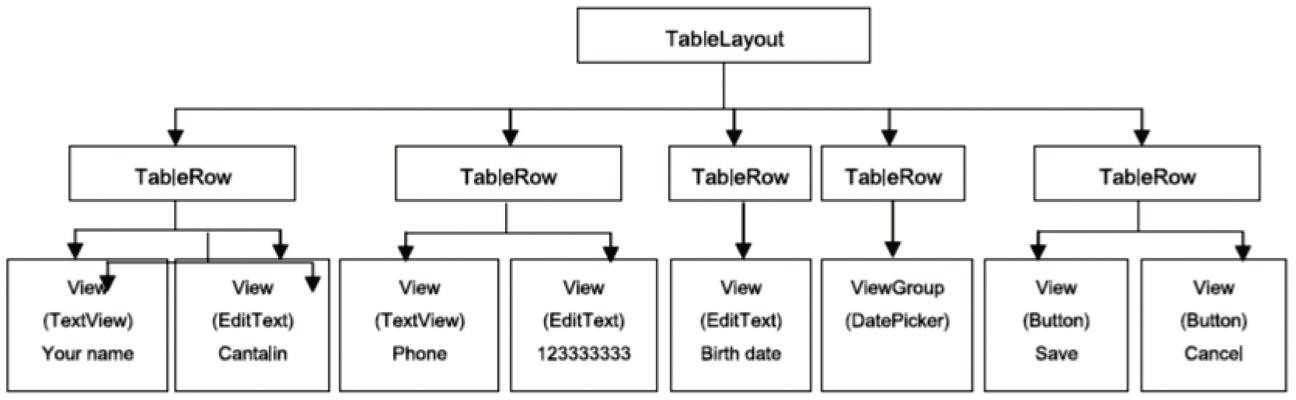 TableLayout
TableRow
TableRow
TableRow
TableRow
TableRow
View
(TextView)
Your name
View
(EditText)
Cantalin
View
(TextView)
Phone
View
(EditText)
123333333
View
(EditText)
Birth date
ViewGroup
(DatePicker)
View
(Button)
Save
View
(Button)
Cancel